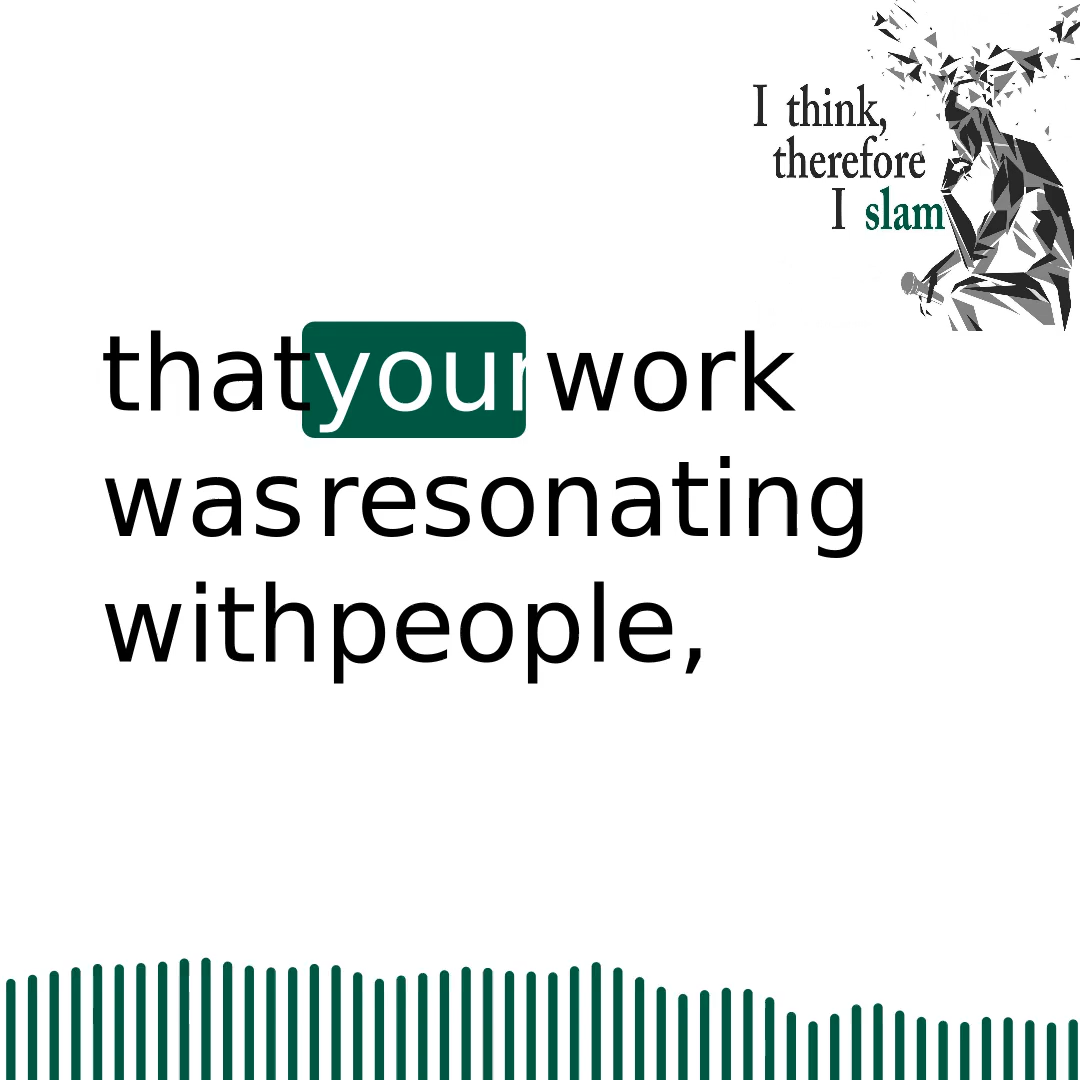 I think,
therefore
I slam
that your work
was resonating
with people,